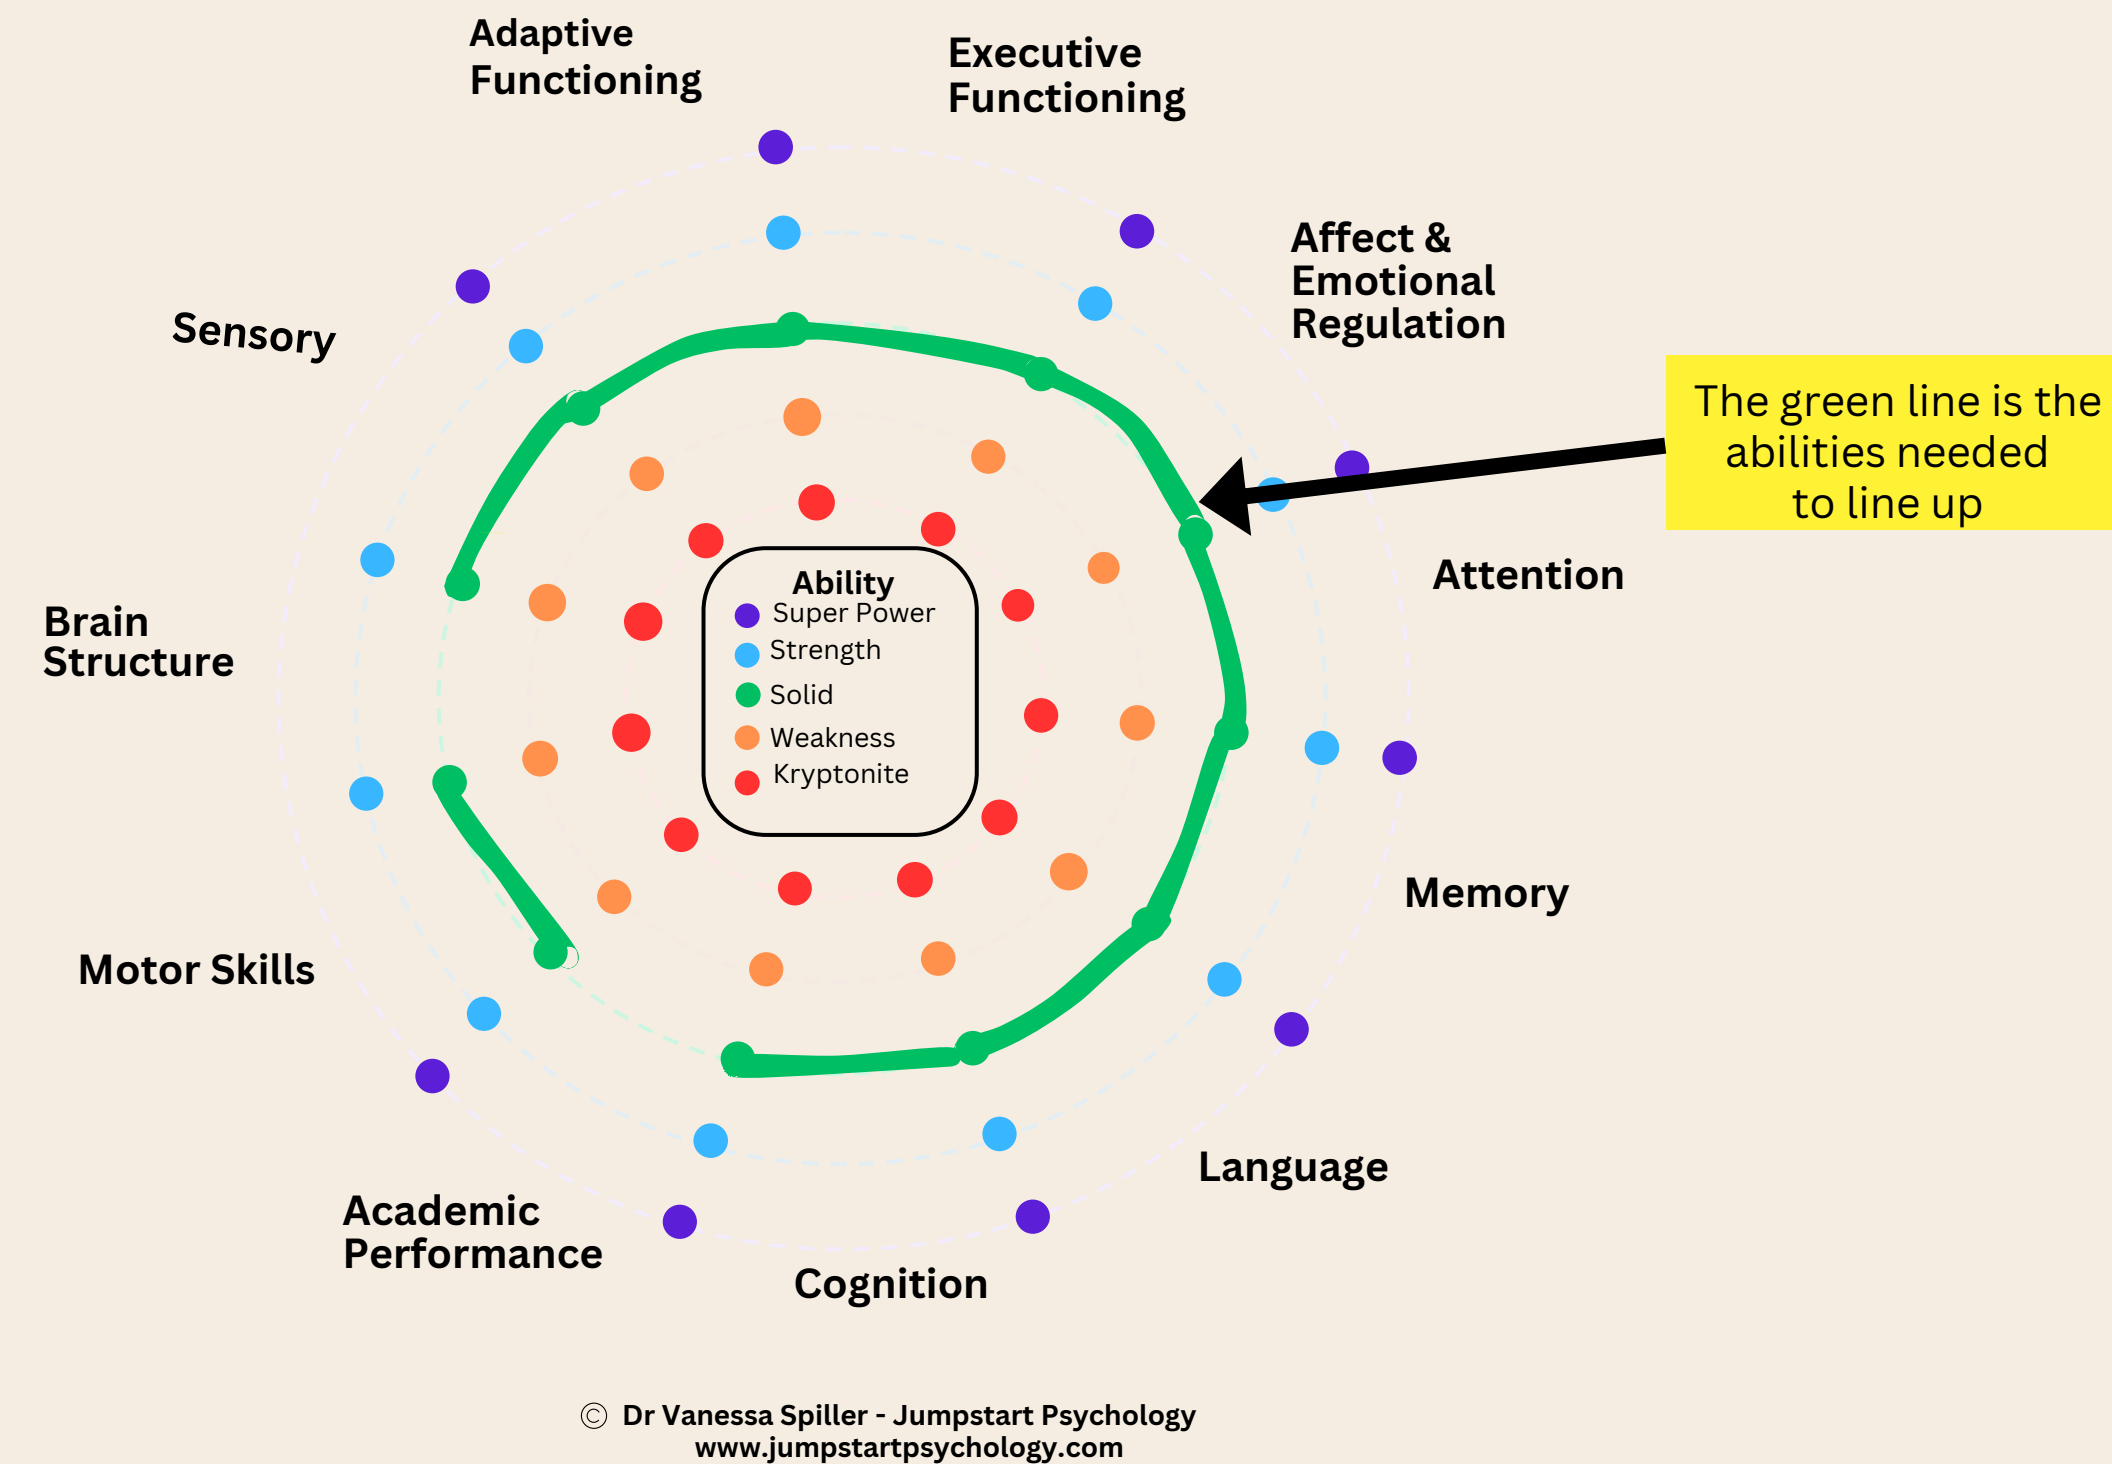 Adaptive
Functioning
Executive
Functioning
Affect &
Emotional
Regulation
Sensory
The green line is the
abilities needed
to line up
Attention
Brain
Structure
Ability
Super Power
Strength
Solid
Weakness
Kryptonite
Memory
Motor Skills
Language
Academic
Performance
Cognition
© Dr Vanessa Spiller - Jumpstart Psychology
www.jumpstartpsychology.com